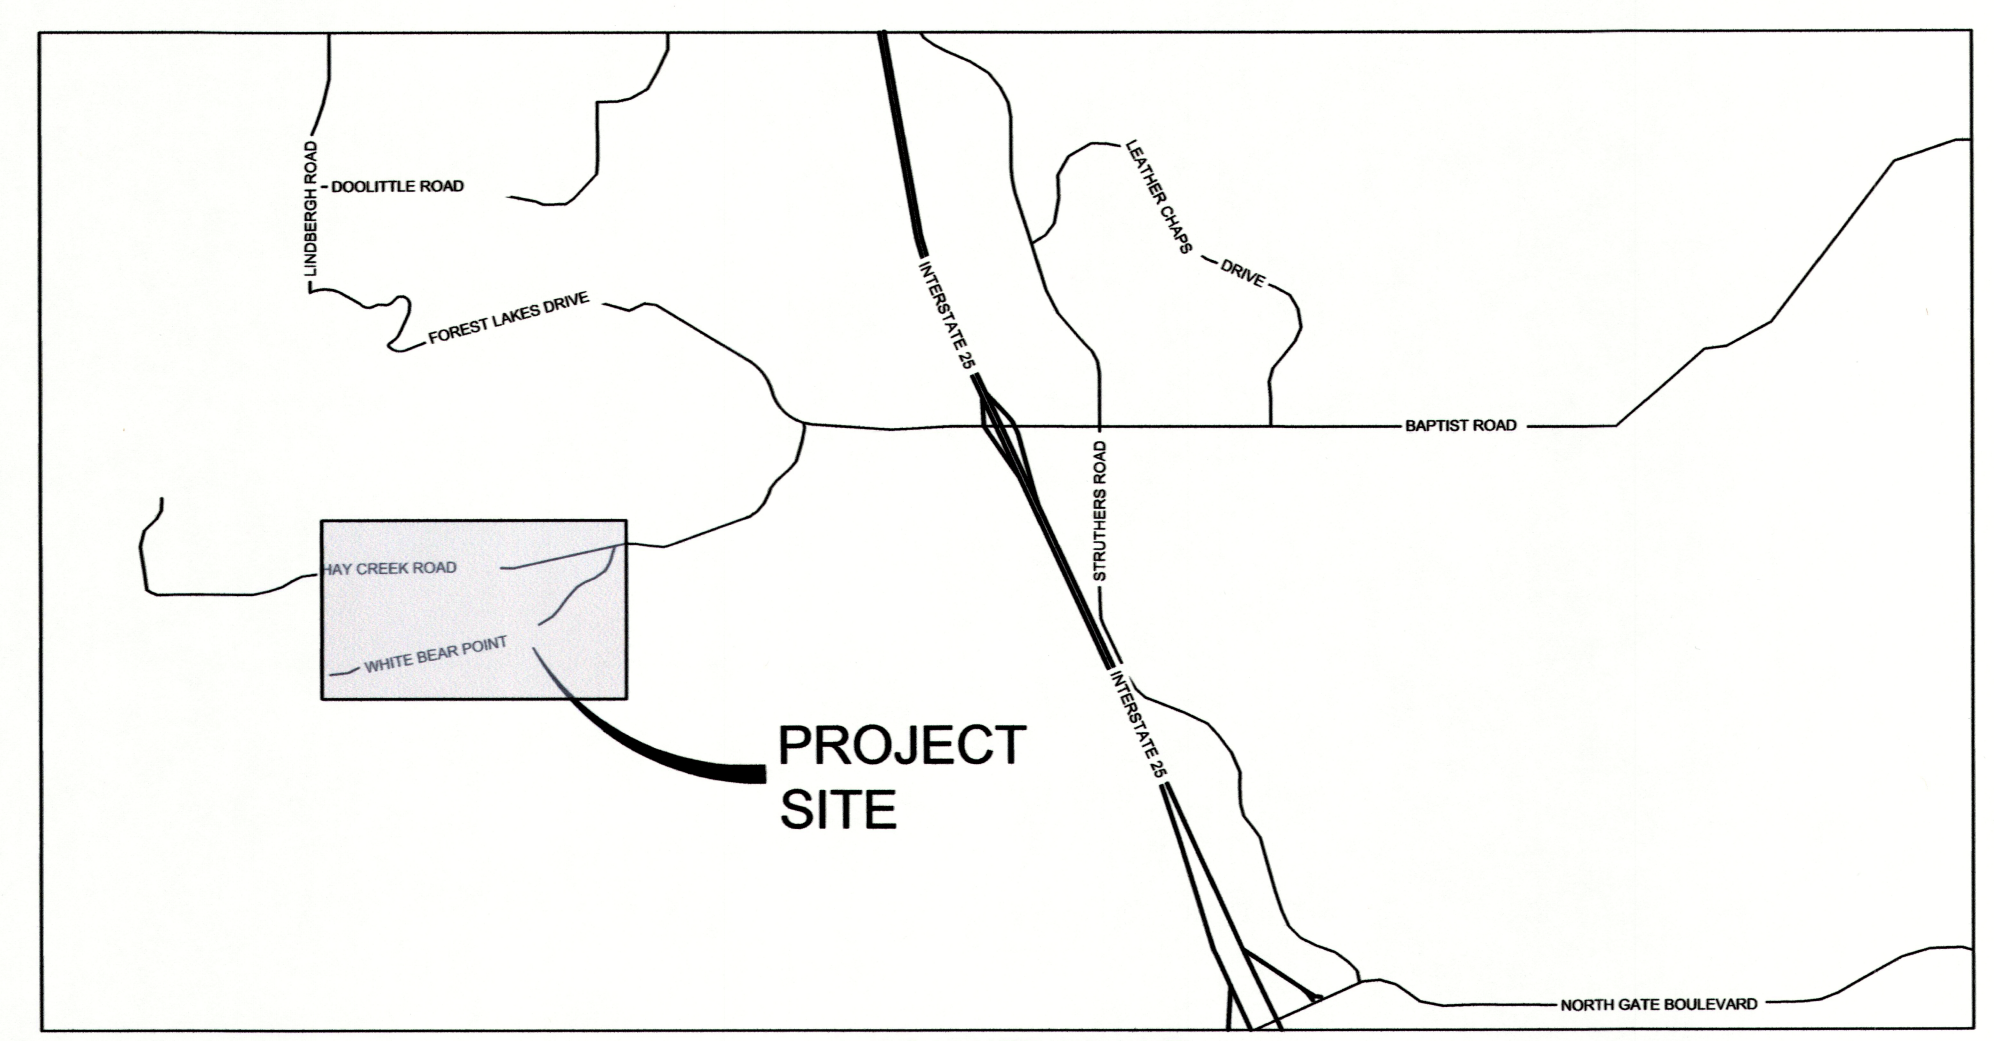 LINDBERGH ROAD
DOOLITTLE ROAD
LEATHER CHAPS
DRIVE
FOREST LAKES DRIVE
INTERSTATE 25
BAPTIST ROAD
STRUTHERS ROAD
HAY CREEK ROAD
WHITE BEAR POINT
INTERSTATE 25
PROJECT
SITE
NORTH GATE BOULEVARD